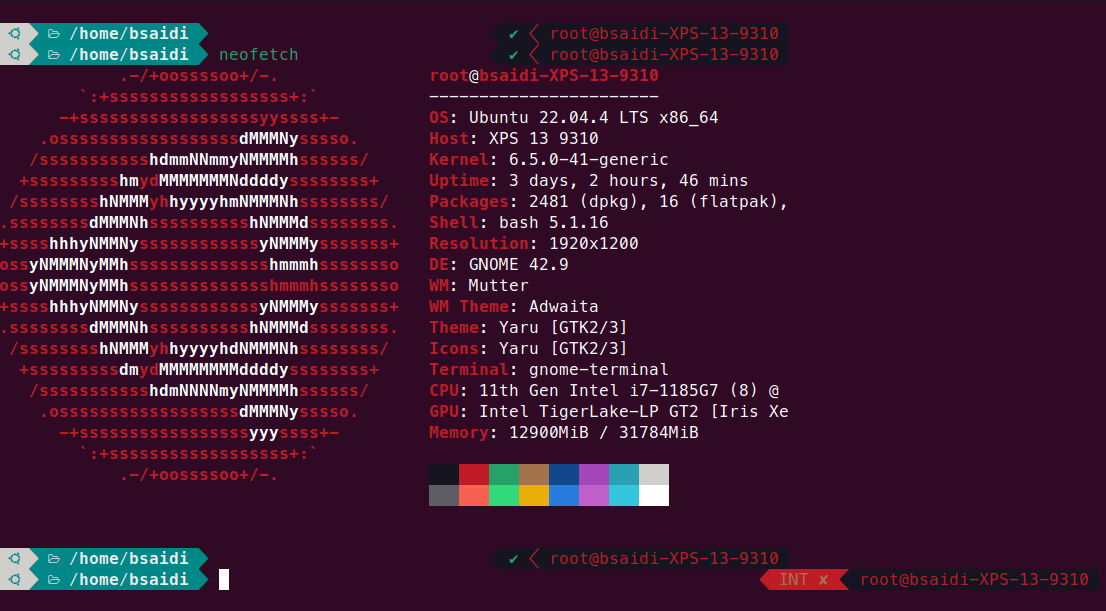 /home/bsaidi ✔ root@bsaidi-XPS-13-9310
/home/bsaidi neofetch ✔ root@bsaidi-XPS-13-9310
.-/+oossssoo+/-. root@bsaidi-XPS-13-9310
`:+ssssssssssssssssss+:` -----------------------
-+ssssssssssssssssssyyssss+- OS: Ubuntu 22.04.4 LTS x86_64
.ossssssssssssssssssdMMMNysssso. Host: XPS 13 9310
/ssssssssssshdmmNNmmyNMMMMhssssss/ Kernel: 6.5.0-41-generic
+ssssssssshmydMMMMMMMNddddyssssssss+ Uptime: 3 days, 2 hours, 46 mins
/sssssssshNMMMyhhyyyyhmNMMMNhssssssss/ Packages: 2481 (dpkg), 16 (flatpak),
.ssssssssdMMMNhsssssssssshNMMMdssssssss. Shell: bash 5.1.16
+sssshhhyNMMNyssssssssssssyNMMMysssssss+ Resolution: 1920x1200
ossyNMMMNyMMhsssssssssssssshmmmhssssssso DE: GNOME 42.9
ossyNMMMNyMMhsssssssssssssshmmmhssssssso WM: Mutter
+sssshhhyNMMNyssssssssssssyNMMMysssssss+ WM Theme: Adwaita
.ssssssssdMMMNhsssssssssshNMMMdssssssss. Theme: Yaru [GTK2/3]
/sssssssshNMMMyhhyyyyhdNMMMNhssssssss/ Icons: Yaru [GTK2/3]
+sssssssssdmydMMMMMMMMddddyssssssss+ Terminal: gnome-terminal
/ssssssssssshdmNNNNmyNMMMMhssssss/ CPU: 11th Gen Intel i7-1185G7 (8) @
.ossssssssssssssssssdMMMNysssso. GPU: Intel TigerLake-LP GT2 [Iris Xe
-+sssssssssssssssssyyyssss+- Memory: 12900MiB / 31784MiB
`:+ssssssssssssssssss+:`
.-/+oossssoo+/-.
/home/bsaidi ✔ root@bsaidi-XPS-13-9310
/home/bsaidi INT ✘ root@bsaidi-XPS-13-9310